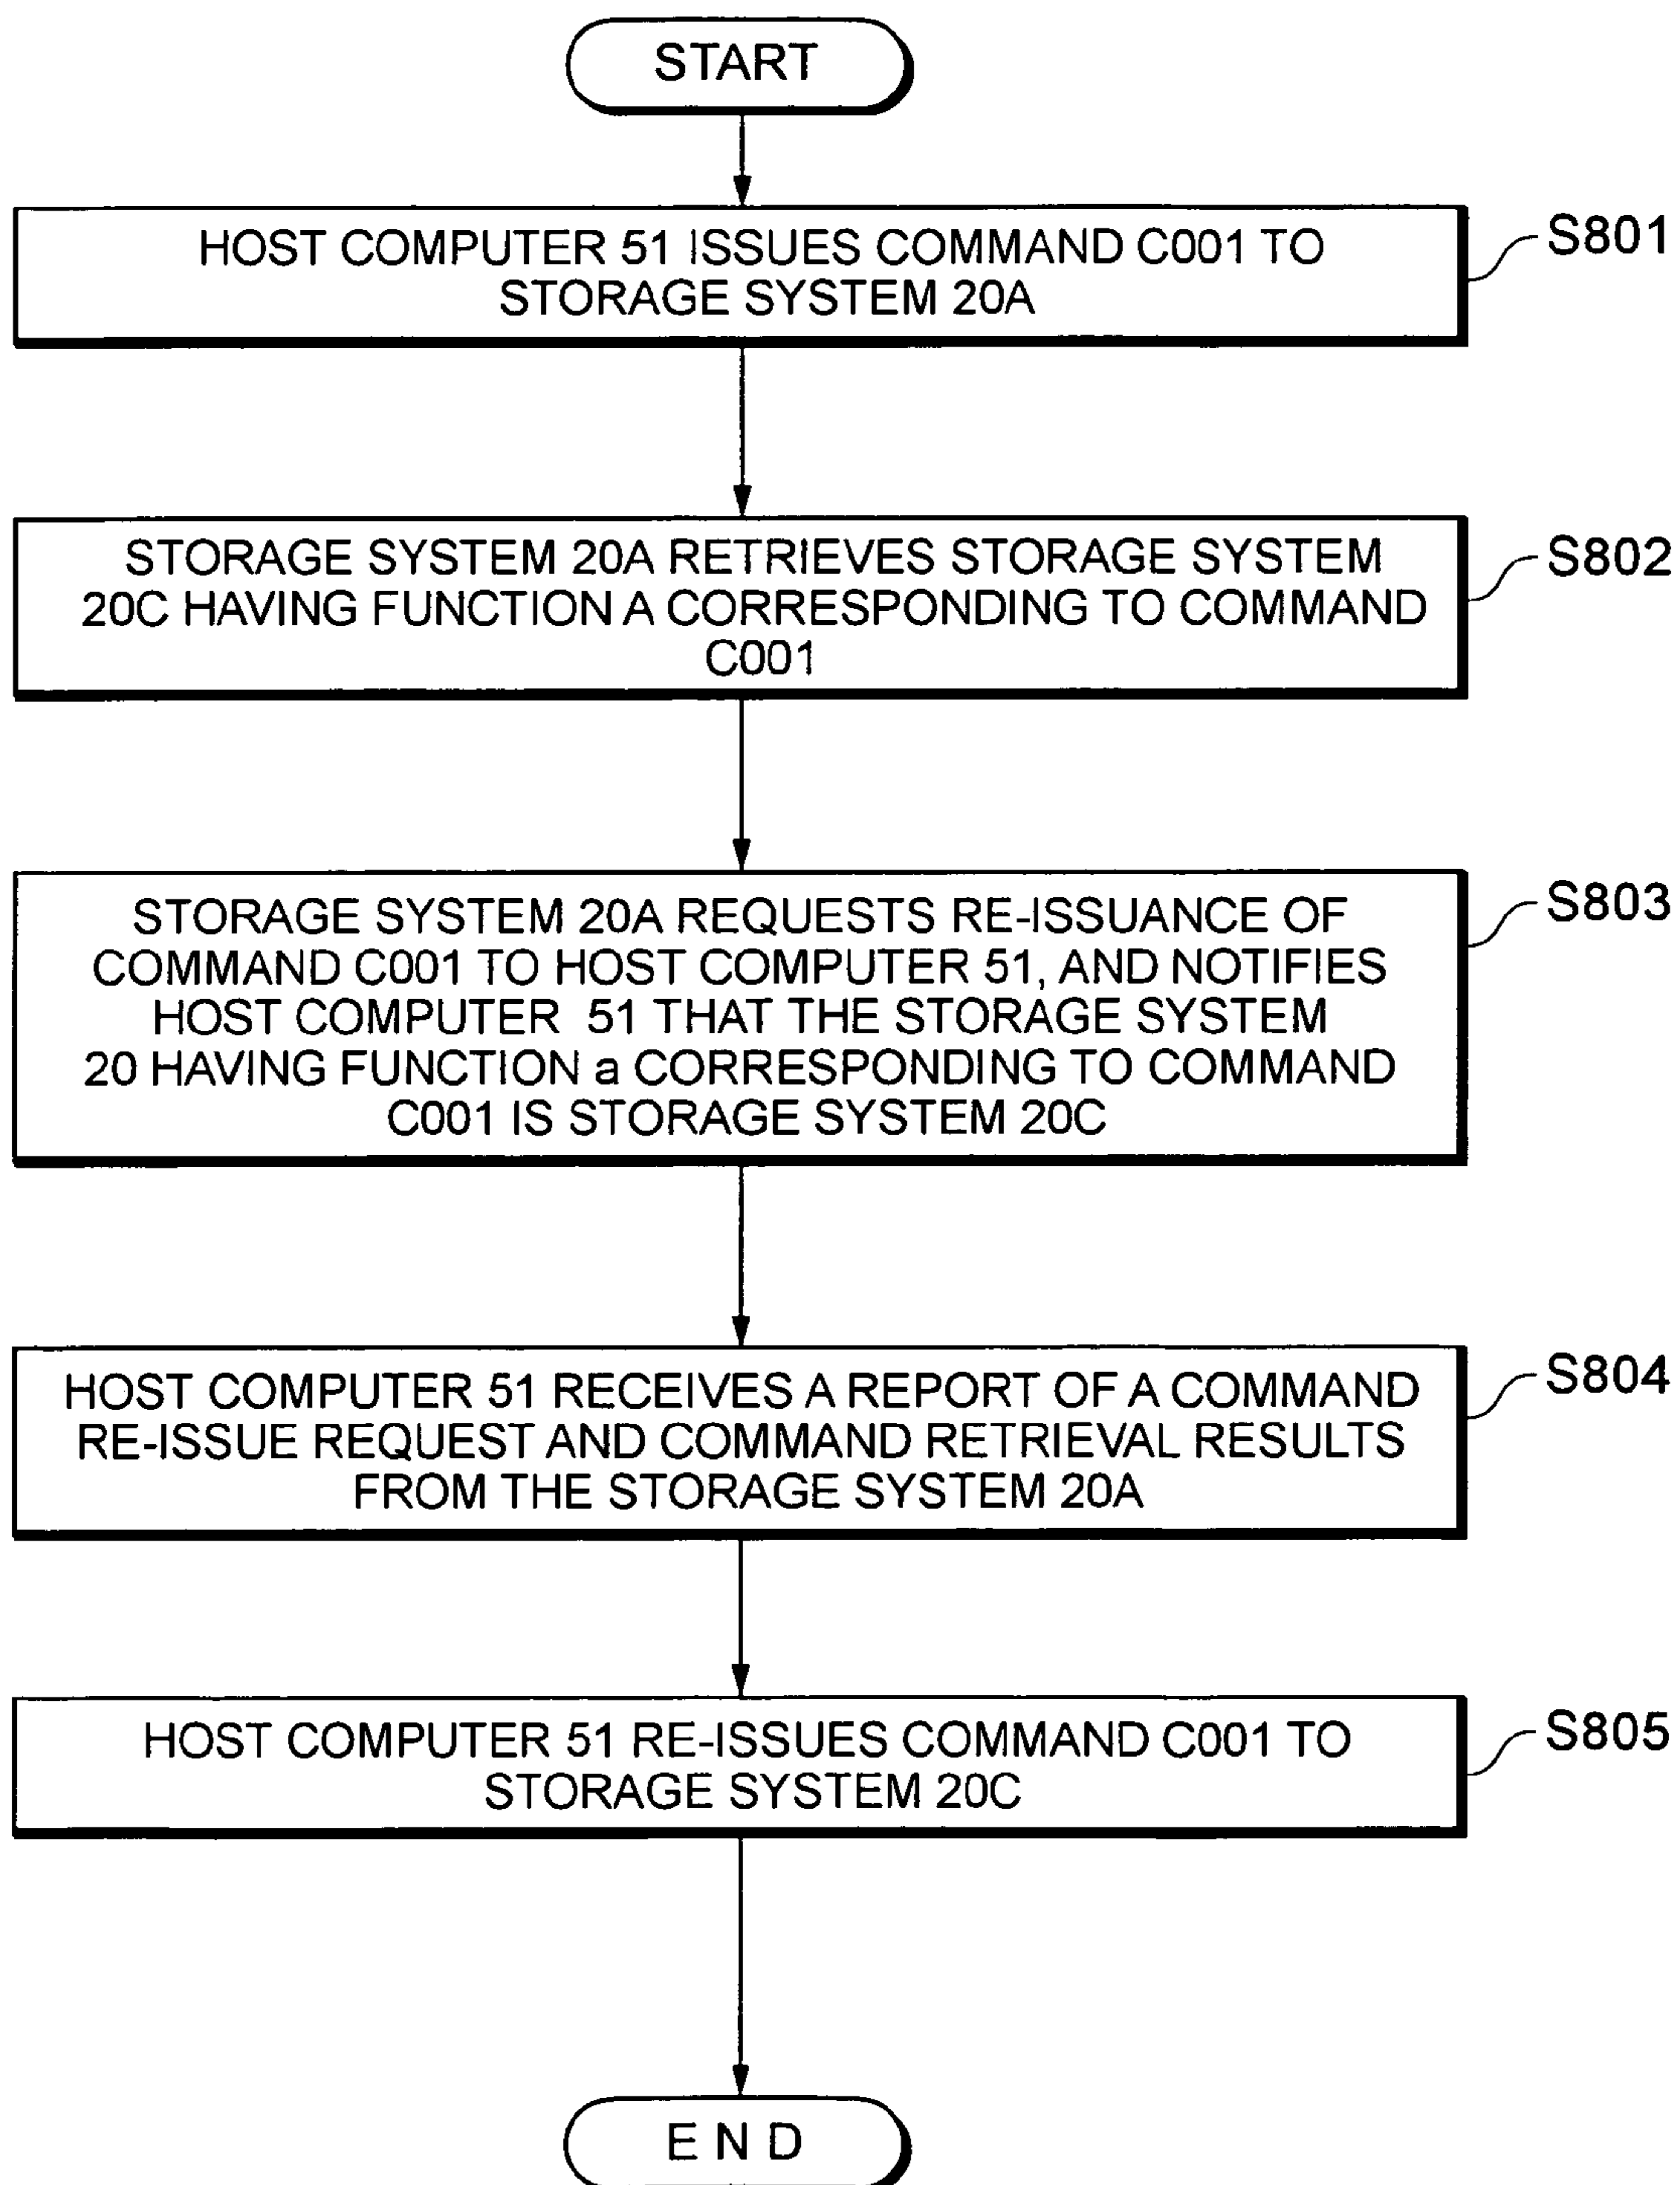 START
HOST COMPUTER 51 ISSUES COMMAND C001 TO
STORAGE SYSTEM 20A
S801
STORAGE SYSTEM 20A RETRIEVES STORAGE SYSTEM
20C HAVING FUNCTION A CORRESPONDING TO COMMAND
C001
S802
STORAGE SYSTEM 20A REQUESTS RE-ISSUANCE OF
COMMAND C001 TO HOST COMPUTER 51, AND NOTIFIES
HOST COMPUTER 51 THAT THE STORAGE SYSTEM
20 HAVING FUNCTION a CORRESPONDING TO COMMAND
C001 IS STORAGE SYSTEM 20C
S803
HOST COMPUTER 51 RECEIVES A REPORT OF A COMMAND
RE-ISSUE REQUEST AND COMMAND RETRIEVAL RESULTS
FROM THE STORAGE SYSTEM 20A
S804
HOST COMPUTER 51 RE-ISSUES COMMAND C001 TO
STORAGE SYSTEM 20C
S805
END